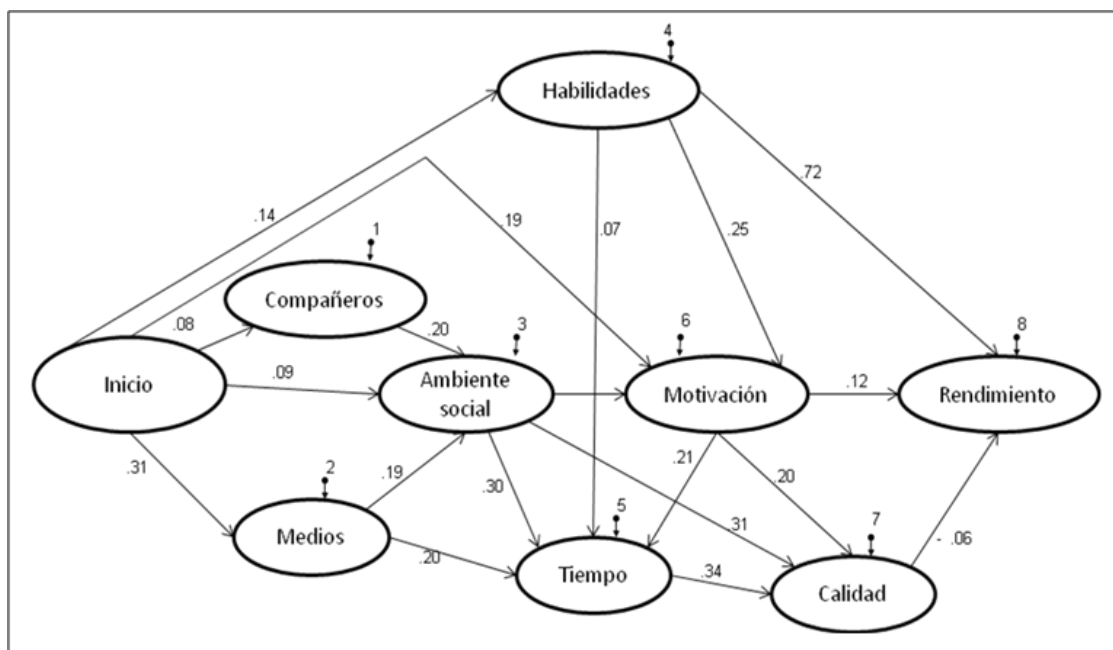 4
Habilidades
.14
.19
.07
.25
.72
1
Compañeros
.08
.20
3
6
8
Inicio
.09
Ambiente
social
Motivación
.12
Rendimiento
.31
2
.19
.30
.21
.20
Medios
.20
5
.31
7
- .06
Tiempo
.34
Calidad